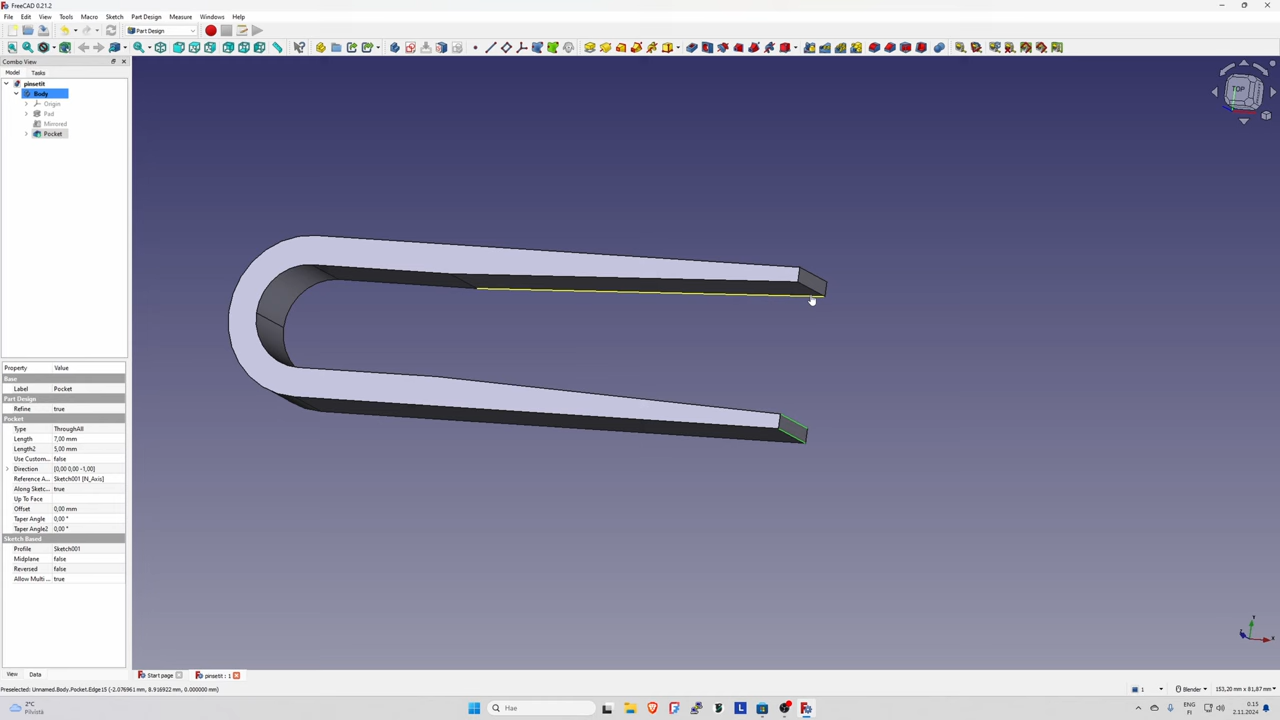 FreeCAD 0.21.2
File Edit View Tools Macro Sketch Part Design Measure Windows Help
Part Design
Combo View
Model Tasks
pinsetit
Body
Origin
Pad
Mirrored
Pocket
TOP
Property Value
Base
Label Pocket
Part Design
Refine true
Pocket
Type ThroughAll
Length 7,00 mm
Length2 5,00 mm
Use Custom... false
Direction [0,00 0,00 -1,00]
Reference A... Sketch001 [N_Axis]
Along Sketc... true
Up To Face
Offset 0,00 mm
Taper Angle 0,00 °
Taper Angle2 0,00 °
Sketch Based
Profile Sketch001
Midplane false
Reversed false
Allow Multi ... true
View Data
Start page pinsetit : 1
Preselected: Unnamed.Body.Pocket.Edge15 (-2.076961 mm, 8.916922 mm, 0.000000 mm)
1 Blender 153,20 mm x 81,87 mm
2°C
Pilvistä
Hae
ENG
FI
0.15
2.11.2024